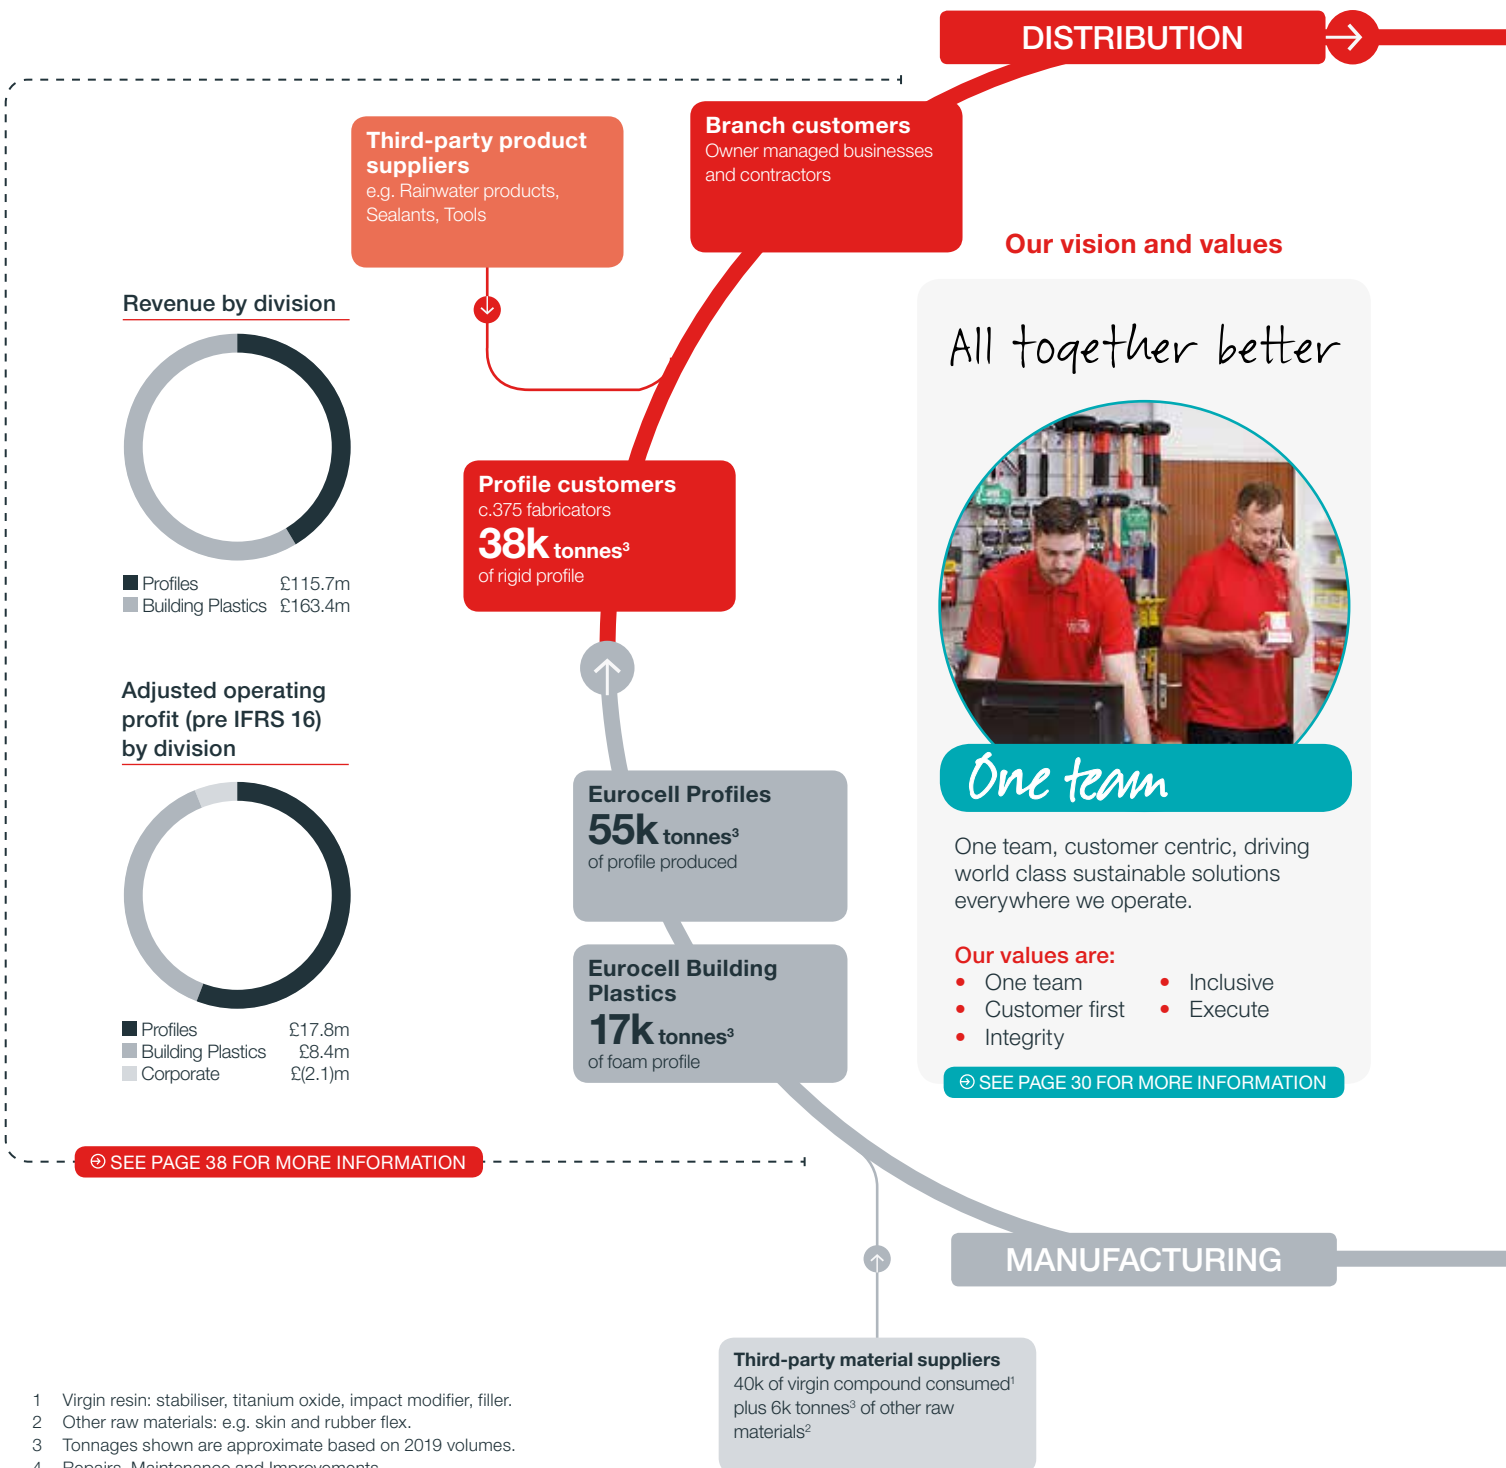 DISTRIBUTION
Third-party product
suppliers
e.g. Rainwater products,
Sealants, Tools
Branch customers
Owner managed businesses
and contractors
Revenue by division
Profiles £115.7m
Building Plastics £163.4m
Adjusted operating
profit (pre IFRS 16)
by division
Profiles £17.8m
Building Plastics £8.4m
Corporate £(2.1)m
SEE PAGE 38 FOR MORE INFORMATION
Profile customers
c.375 fabricators
38k tonnes³
of rigid profile
Eurocell Profiles
55k tonnes³
of profile produced
Eurocell Building
Plastics
17k tonnes³
of foam profile
Our vision and values
All together better
One team
One team, customer centric, driving
world class sustainable solutions
everywhere we operate.
Our values are:
• One team
• Customer first
• Integrity
• Inclusive
• Execute
SEE PAGE 30 FOR MORE INFORMATION
MANUFACTURING
Third-party material suppliers
40k of virgin compound consumed¹
plus 6k tonnes³ of other raw
materials²
1 Virgin resin: stabiliser, titanium oxide, impact modifier, filler.
2 Other raw materials: e.g. skin and rubber flex.
3 Tonnages shown are approximate based on 2019 volumes.
4 Repairs, Maintenance and Improvements